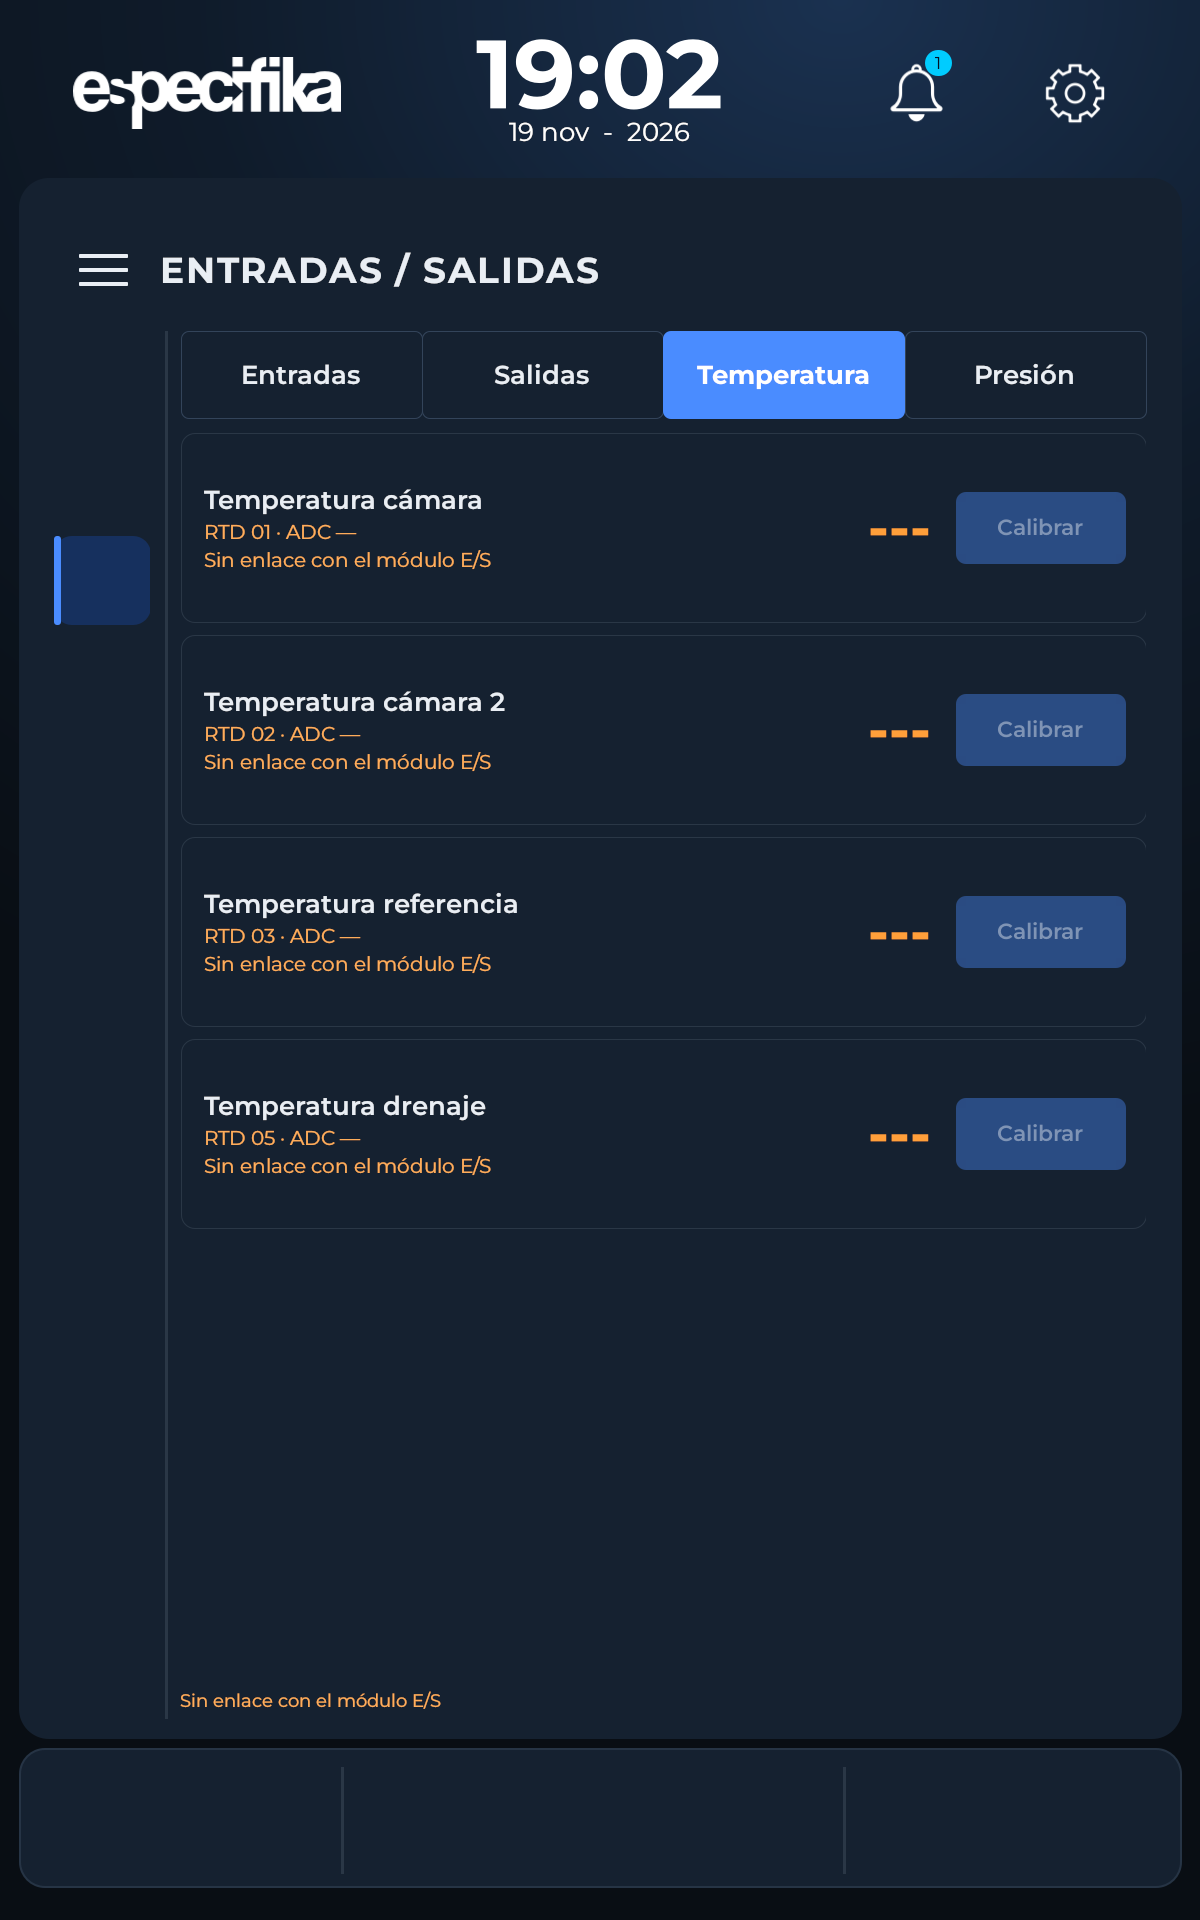 especifika
19:02
1
19 nov - 2026
ENTRADAS / SALIDAS
Entradas
Salidas
Temperatura
Presión
Temperatura cámara
RTD 01 · ADC —
Sin enlace con el módulo E/S
---
Calibrar
Temperatura cámara 2
RTD 02 · ADC —
Sin enlace con el módulo E/S
---
Calibrar
Temperatura referencia
RTD 03 · ADC —
Sin enlace con el módulo E/S
---
Calibrar
Temperatura drenaje
RTD 05 · ADC —
Sin enlace con el módulo E/S
---
Calibrar
Sin enlace con el módulo E/S